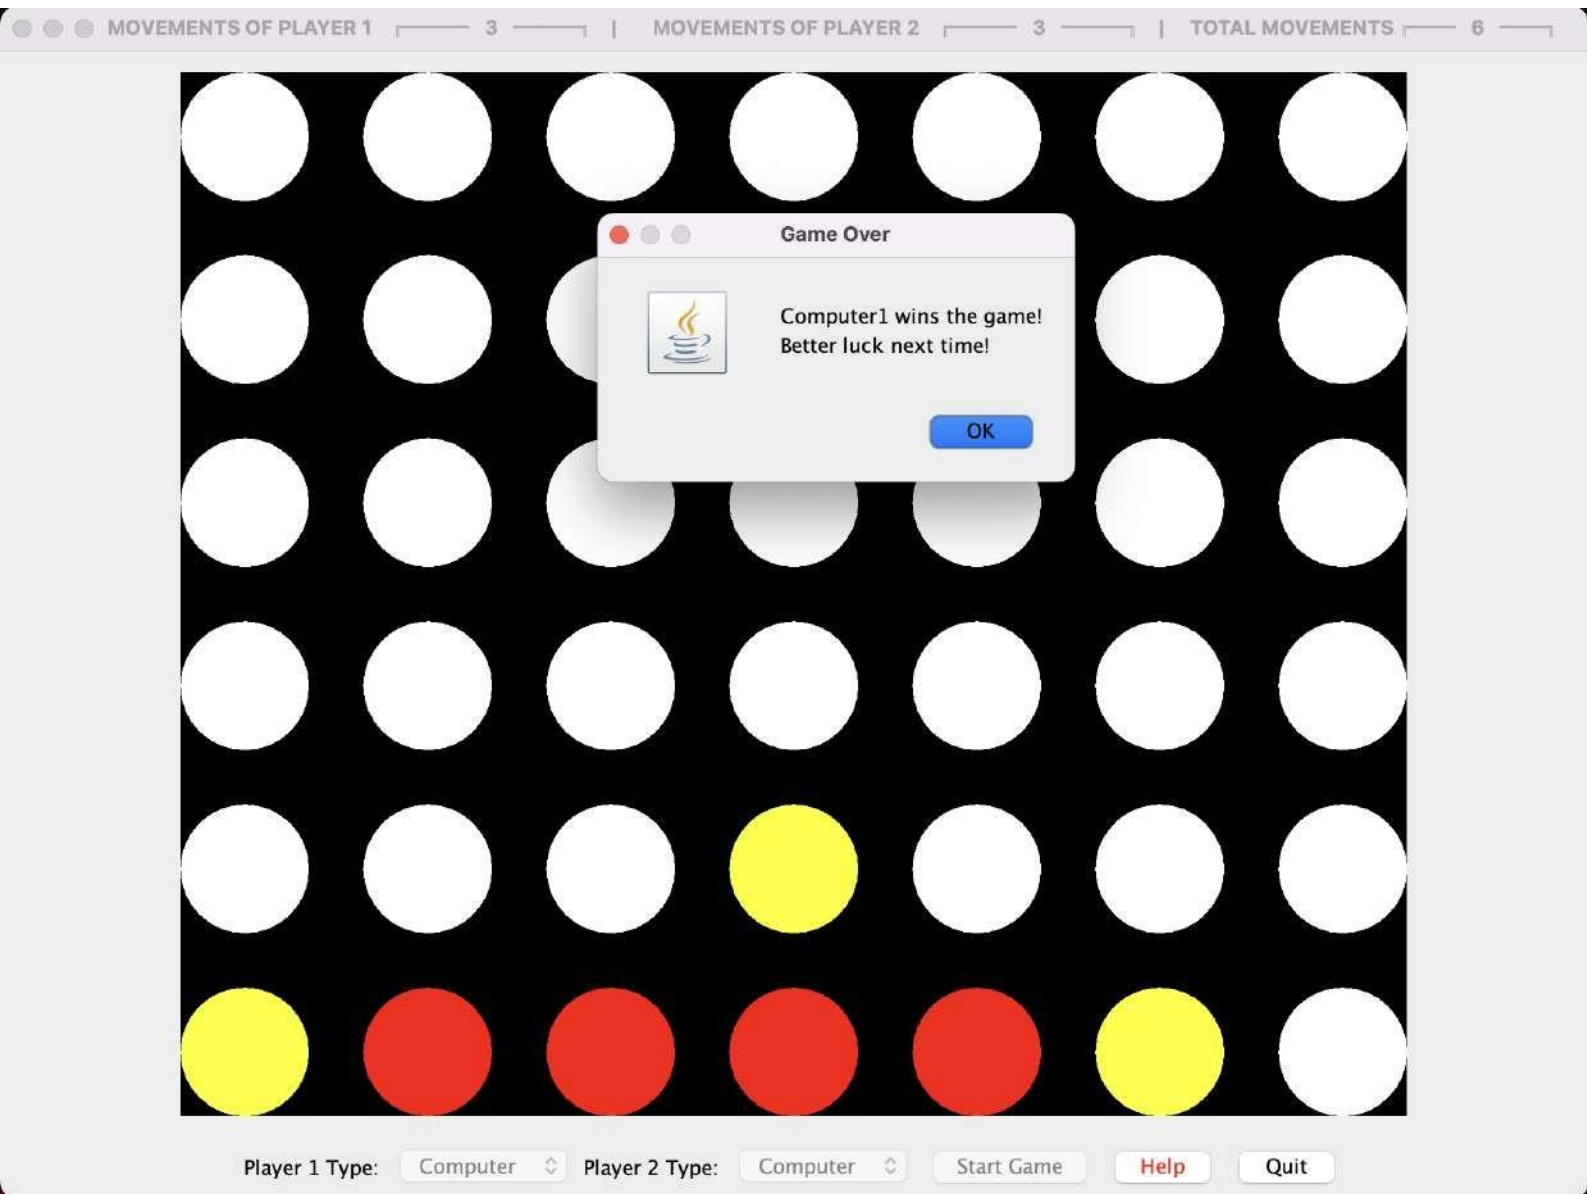 MOVEMENTS OF PLAYER 1 ┌──── 3 ────┐ | MOVEMENTS OF PLAYER 2 ┌──── 3 ────┐ | TOTAL MOVEMENTS ┌─── 6 ───┐
Game Over
Computer1 wins the game!
Better luck next time!
OK
Player 1 Type: Computer Player 2 Type: Computer Start Game Help Quit